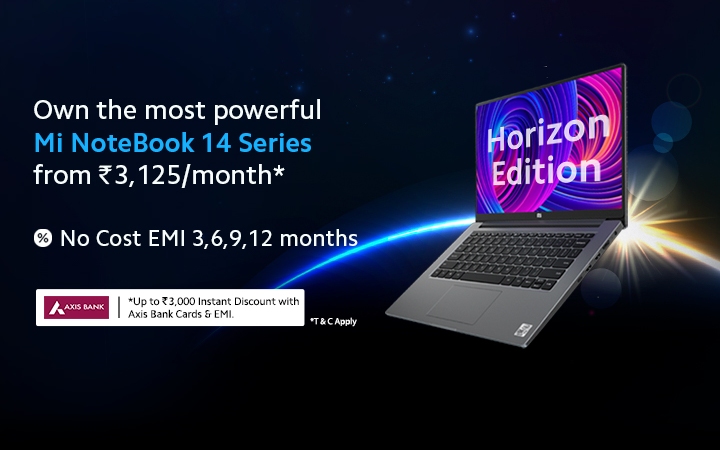 Own the most powerful
Mi NoteBook 14 Series
from ₹3,125/month*
% No Cost EMI 3,6,9,12 months
AXIS BANK
*Up to ₹3,000 Instant Discount with
Axis Bank Cards & EMI.
*T & C Apply
Horizon
Edition